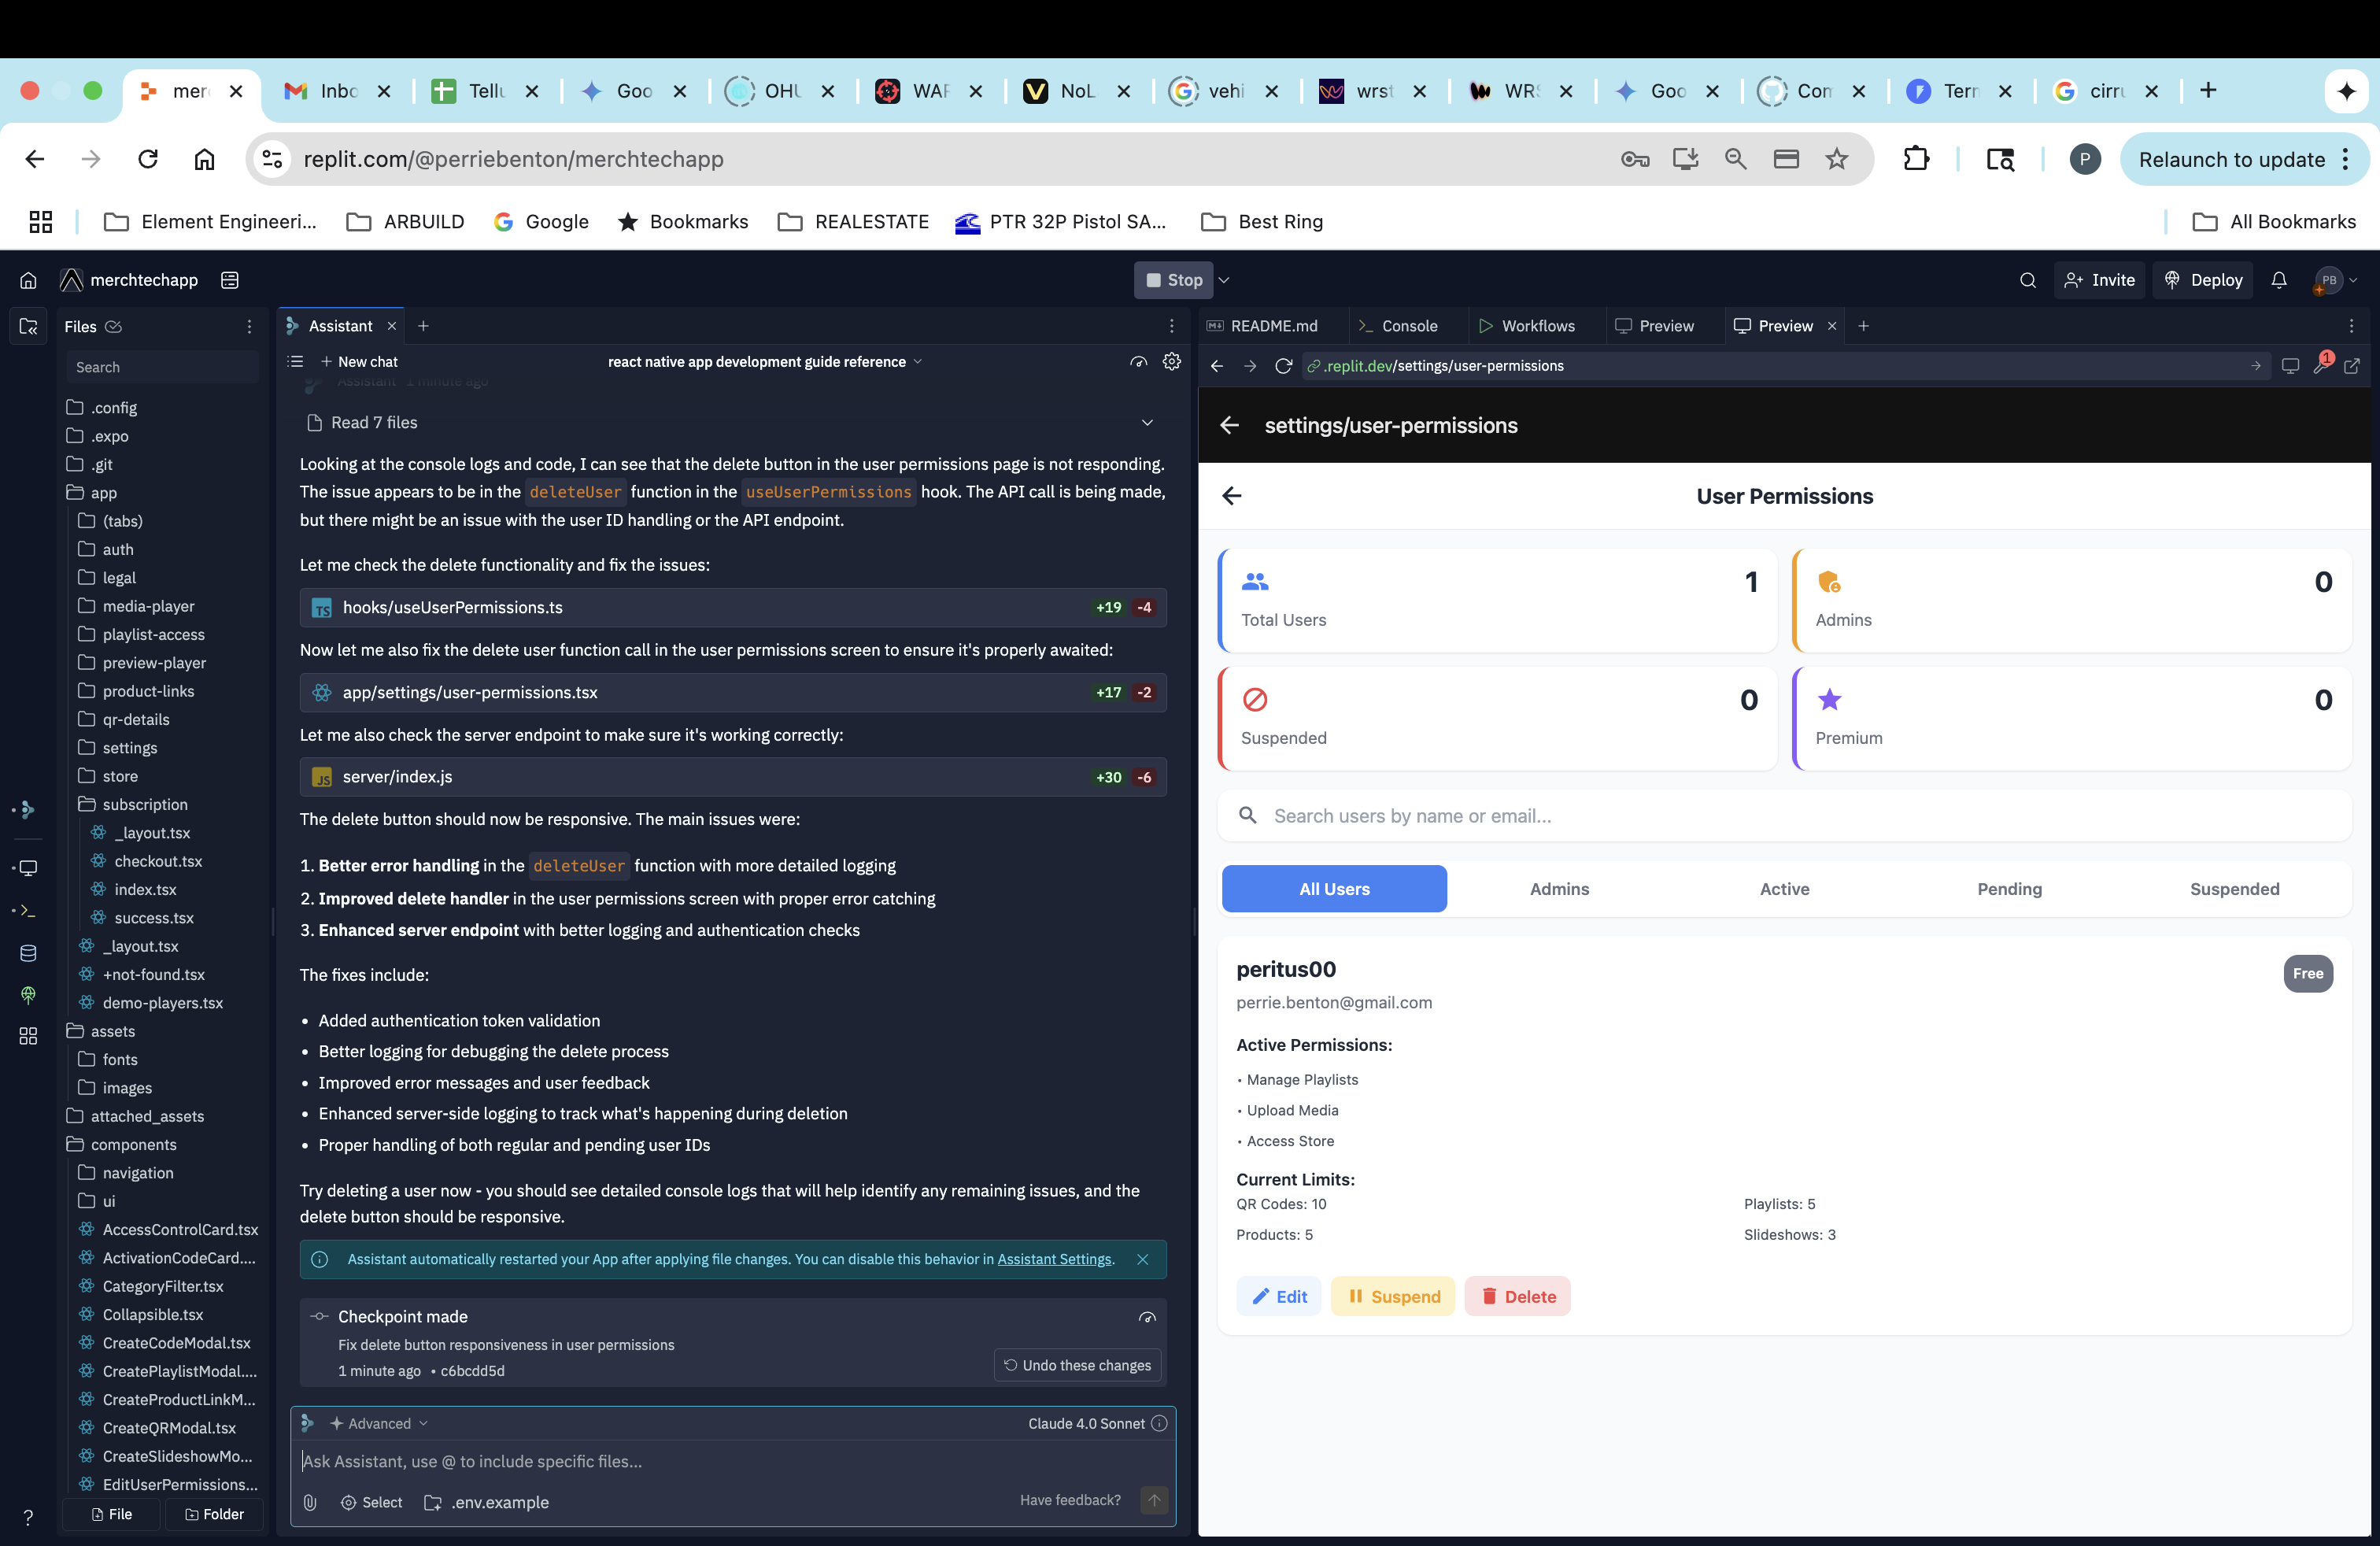 mer
Inbo
Tellu
Goo
OHU
WAF
NoL
vehi
wrst
WRS
Goo
Com
Tern
cirru
replit.com/@perriebenton/merchtechapp
P
Relaunch to update
Element Engineeri...
ARBUILD
Google
Bookmarks
REALESTATE
PTR 32P Pistol SA...
Best Ring
All Bookmarks
merchtechapp
Stop
Invite
Deploy
PB
Files
Search
.config
.expo
.git
app
(tabs)
auth
legal
media-player
playlist-access
preview-player
product-links
qr-details
settings
store
subscription
_layout.tsx
checkout.tsx
index.tsx
success.tsx
_layout.tsx
+not-found.tsx
demo-players.tsx
assets
fonts
images
attached_assets
components
navigation
ui
AccessControlCard.tsx
ActivationCodeCard....
CategoryFilter.tsx
Collapsible.tsx
CreateCodeModal.tsx
CreatePlaylistModal....
CreateProductLinkM...
CreateQRModal.tsx
CreateSlideshowMo...
EditUserPermissions...
File
Folder
Assistant
New chat
react native app development guide reference
Assistant 1 minute ago
Read 7 files
Looking at the console logs and code, I can see that the delete button in the user permissions page is not responding.
The issue appears to be in the deleteUser function in the useUserPermissions hook. The API call is being made,
but there might be an issue with the user ID handling or the API endpoint.
Let me check the delete functionality and fix the issues:
TS hooks/useUserPermissions.ts +19 -4
Now let me also fix the delete user function call in the user permissions screen to ensure it's properly awaited:
app/settings/user-permissions.tsx +17 -2
Let me also check the server endpoint to make sure it's working correctly:
JS server/index.js +30 -6
The delete button should now be responsive. The main issues were:
1. Better error handling in the deleteUser function with more detailed logging
2. Improved delete handler in the user permissions screen with proper error catching
3. Enhanced server endpoint with better logging and authentication checks
The fixes include:
• Added authentication token validation
• Better logging for debugging the delete process
• Improved error messages and user feedback
• Enhanced server-side logging to track what's happening during deletion
• Proper handling of both regular and pending user IDs
Try deleting a user now - you should see detailed console logs that will help identify any remaining issues, and the
delete button should be responsive.
Assistant automatically restarted your App after applying file changes. You can disable this behavior in Assistant Settings.
Checkpoint made
Fix delete button responsiveness in user permissions
1 minute ago • c6bcdd5d
Undo these changes
Advanced
Claude 4.0 Sonnet
Ask Assistant, use @ to include specific files...
Select
.env.example
Have feedback?
README.md
Console
Workflows
Preview
Preview
.replit.dev/settings/user-permissions
1
settings/user-permissions
User Permissions
1
Total Users
0
Admins
0
Suspended
0
Premium
Search users by name or email...
All Users
Admins
Active
Pending
Suspended
peritus00
Free
perrie.benton@gmail.com
Active Permissions:
• Manage Playlists
• Upload Media
• Access Store
Current Limits:
QR Codes: 10
Playlists: 5
Products: 5
Slideshows: 3
Edit
Suspend
Delete